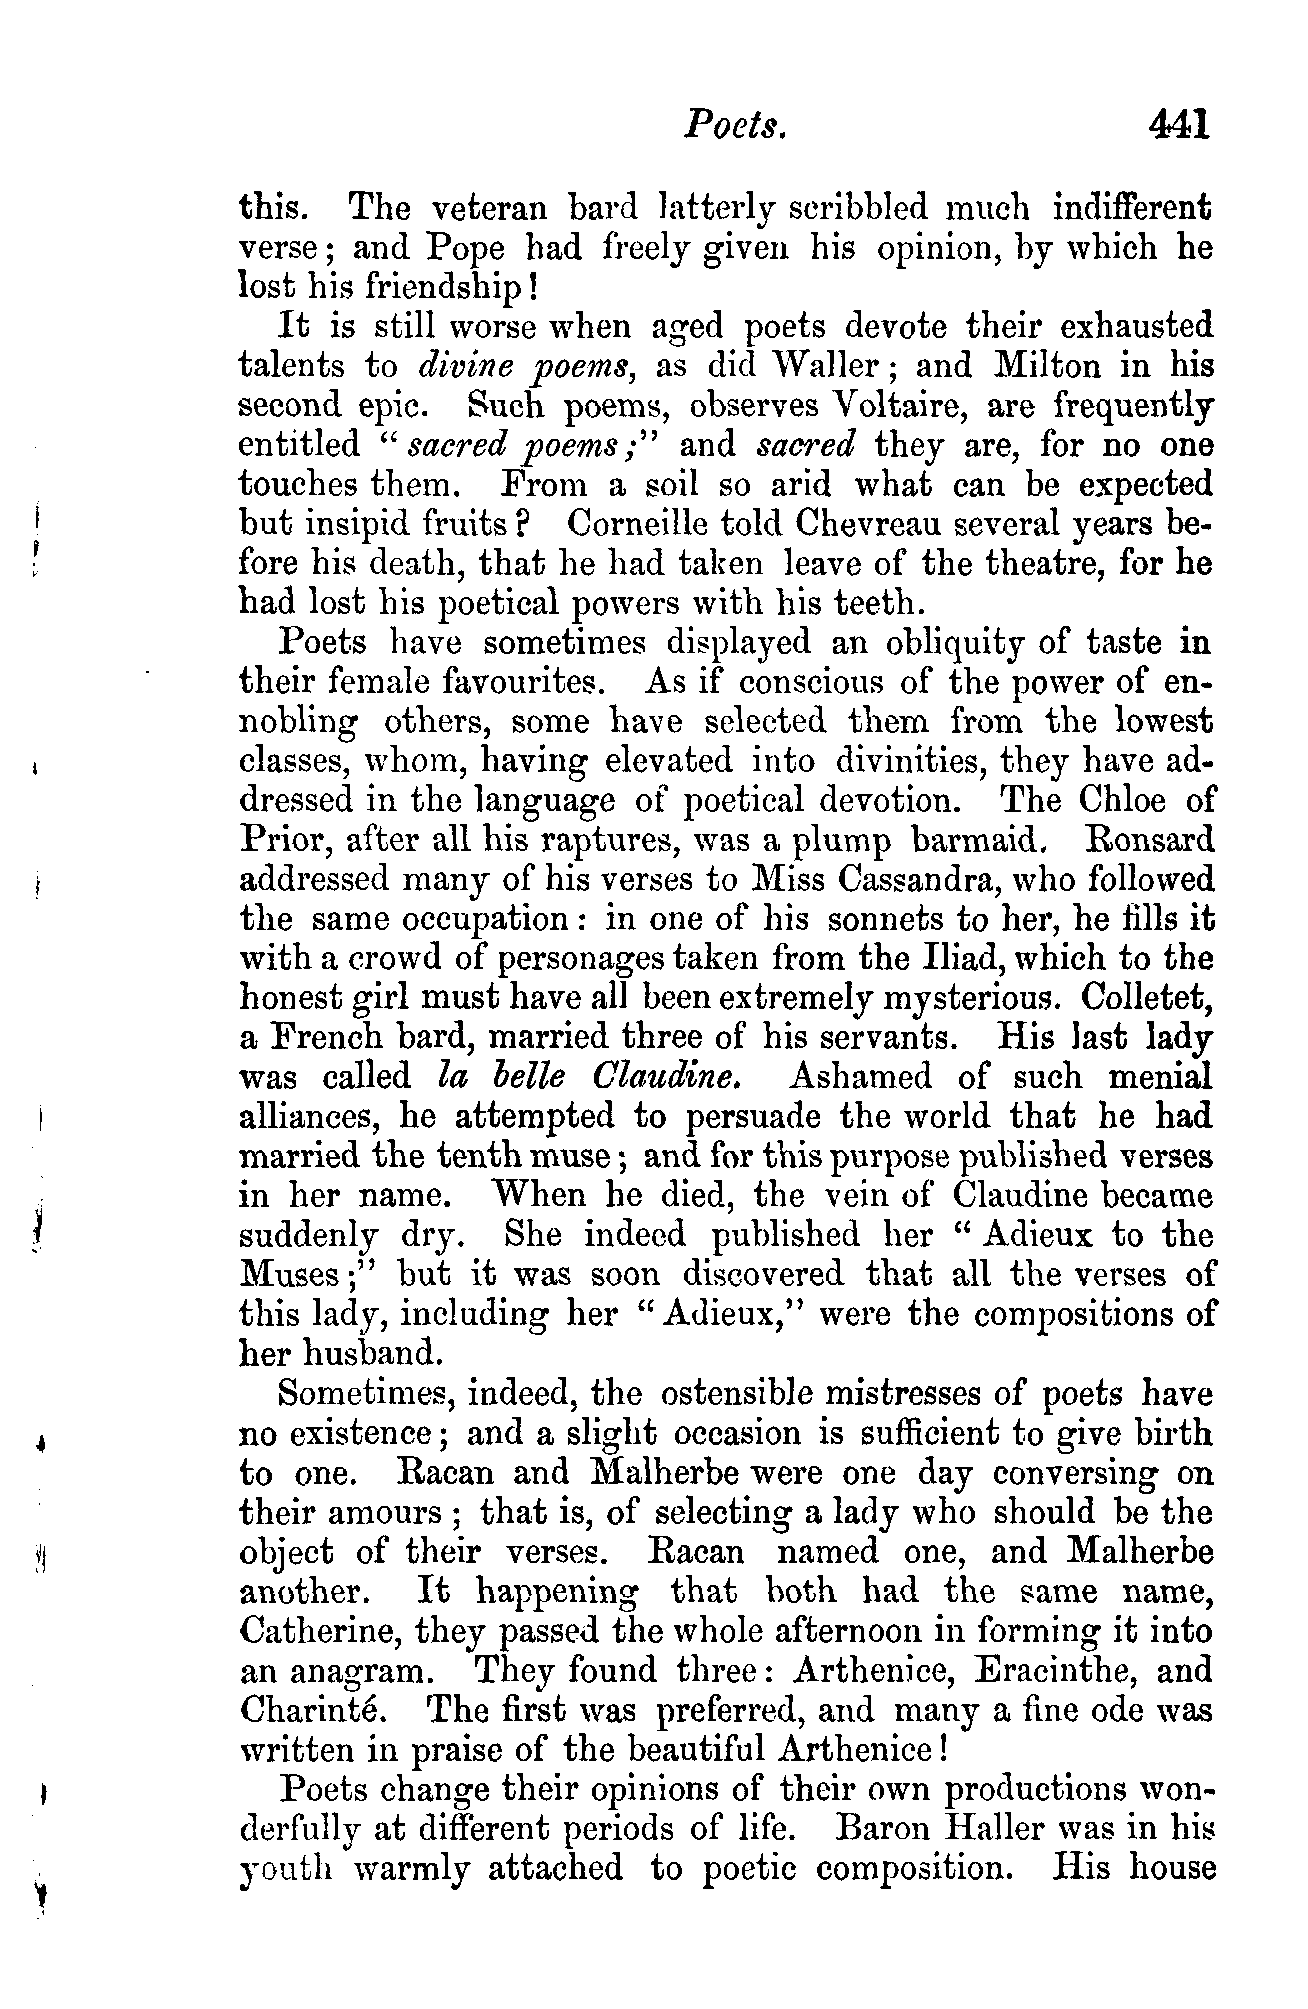 Poets. 441
this. The veteran bard latterly scribbled much indifferent
verse; and Pope had freely given his opinion, by which he
lost his friendship!
It is still worse when aged poets devote their exhausted
talents to divine poems, as did Waller; and Milton in his
second epic. Such poems, observes Voltaire, are frequently
entitled "sacred poems;" and sacred they are, for no one
touches them. From a soil so arid what can be expected
but insipid fruits? Corneille told Chevreau several years be-
fore his death, that he had taken leave of the theatre, for he
had lost his poetical powers with his teeth.
Poets have sometimes displayed an obliquity of taste in
their female favourites. As if conscious of the power of en-
nobling others, some have selected them from the lowest
classes, whom, having elevated into divinities, they have ad-
dressed in the language of poetical devotion. The Chloe of
Prior, after all his raptures, was a plump barmaid. Ronsard
addressed many of his verses to Miss Cassandra, who followed
the same occupation: in one of his sonnets to her, he fills it
with a crowd of personages taken from the Iliad, which to the
honest girl must have all been extremely mysterious. Colletet,
a French bard, married three of his servants. His last lady
was called la belle Claudine. Ashamed of such menial
alliances, he attempted to persuade the world that he had
married the tenth muse; and for this purpose published verses
in her name. When he died, the vein of Claudine became
suddenly dry. She indeed published her "Adieux to the
Muses;" but it was soon discovered that all the verses of
this lady, including her "Adieux," were the compositions of
her husband.
Sometimes, indeed, the ostensible mistresses of poets have
no existence; and a slight occasion is sufficient to give birth
to one. Racan and Malherbe were one day conversing on
their amours; that is, of selecting a lady who should be the
object of their verses. Racan named one, and Malherbe
another. It happening that both had the same name,
Catherine, they passed the whole afternoon in forming it into
an anagram. They found three: Arthenice, Eracinthe, and
Charinté. The first was preferred, and many a fine ode was
written in praise of the beautiful Arthenice!
Poets change their opinions of their own productions won-
derfully at different periods of life. Baron Haller was in his
youth warmly attached to poetic composition. His house